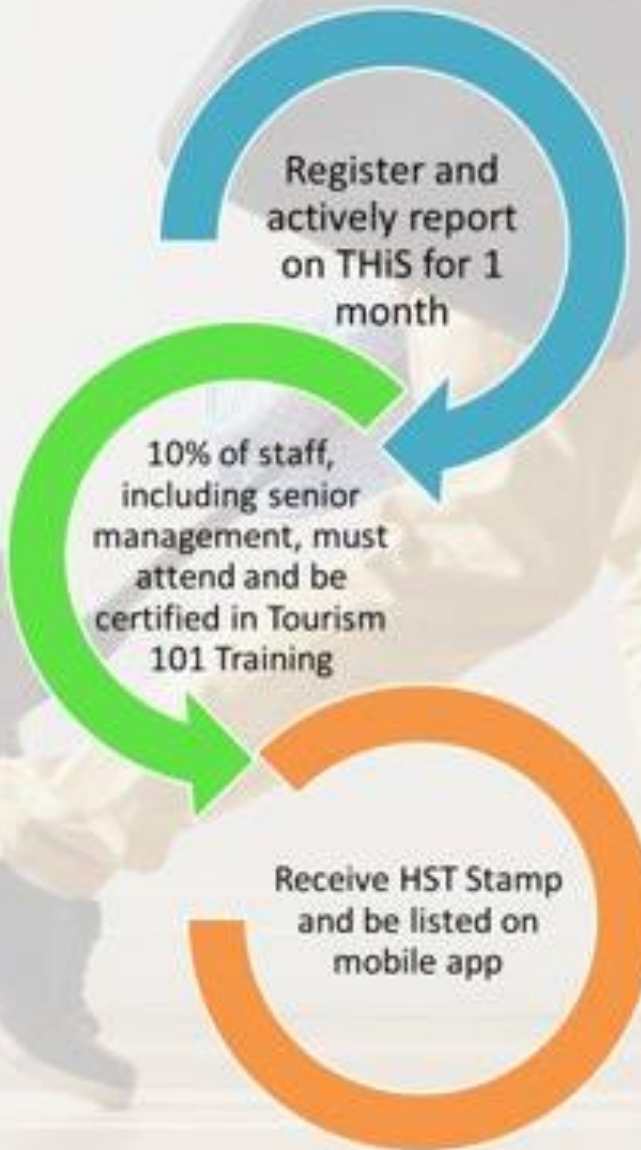 Register and
actively report
on THiS for 1
month
10% of staff,
including senior
management, must
attend and be
certified in Tourism
101 Training
Receive HST Stamp
and be listed on
mobile app